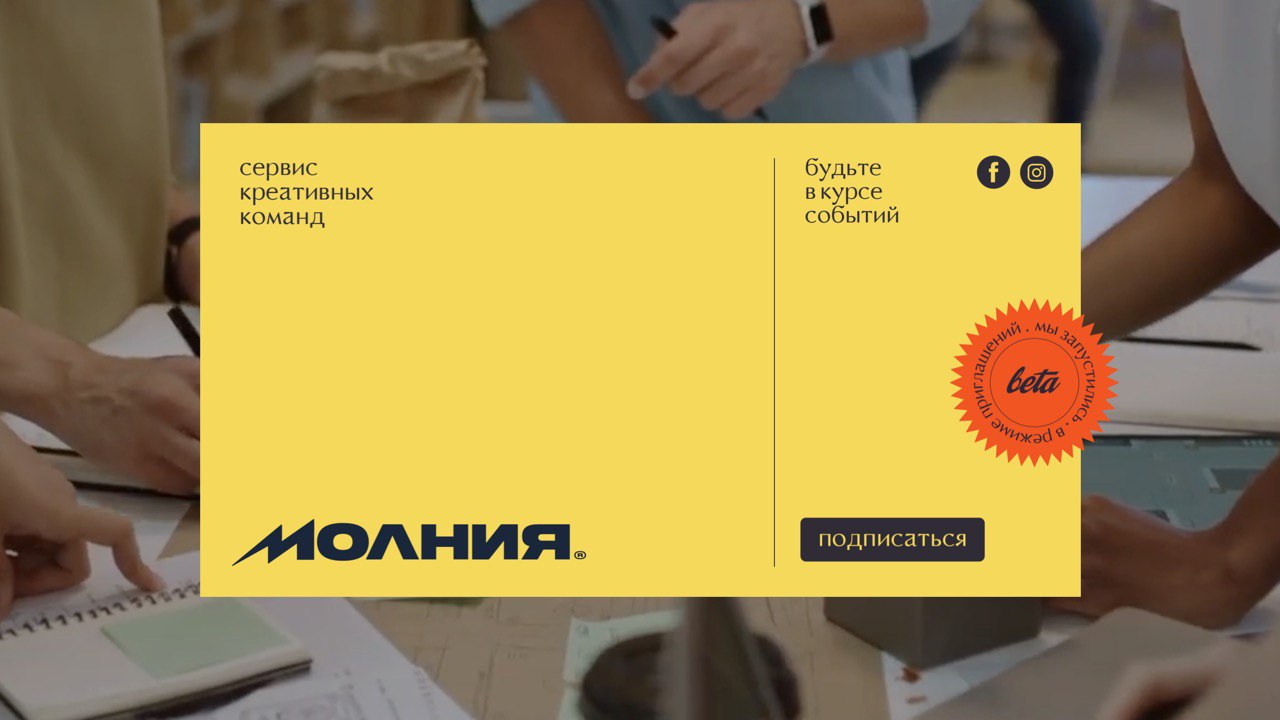 сервис
креативных
команд
будьте
в курсе
событий
мы запустились . в режиме приглашений .
beta
МОЛНИЯ®
подписаться